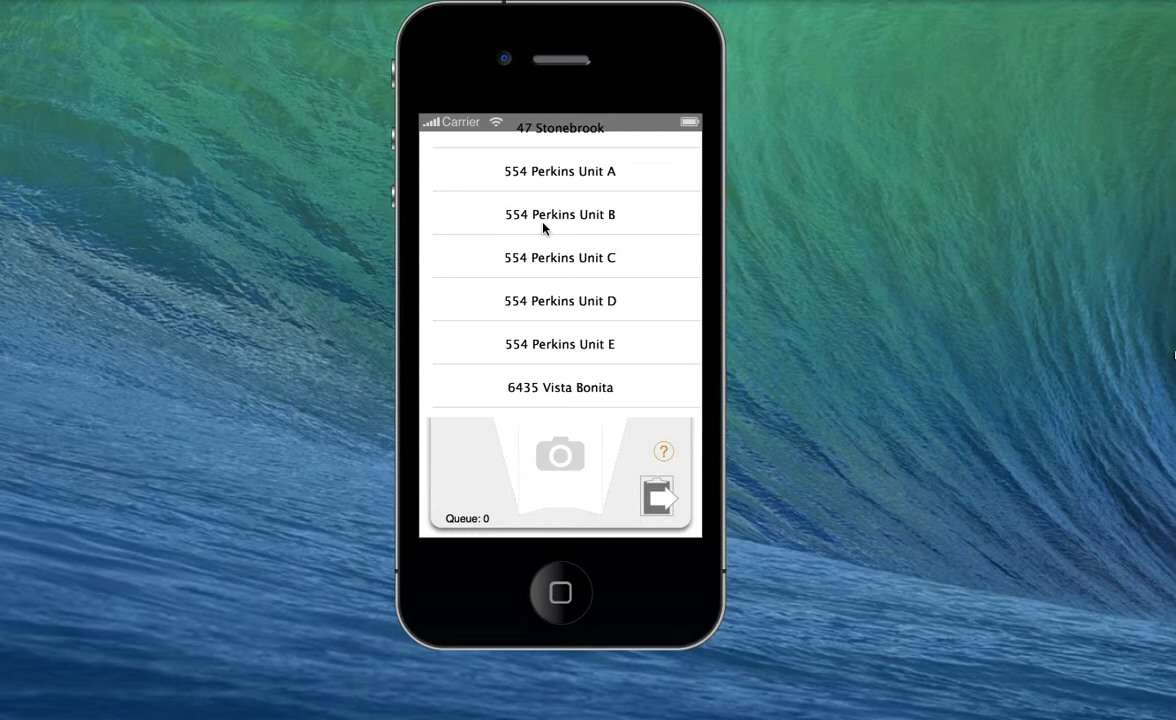 Carrier
47 Stonebrook
554 Perkins Unit A
554 Perkins Unit B
554 Perkins Unit C
554 Perkins Unit D
554 Perkins Unit E
6435 Vista Bonita
?
Queue: 0